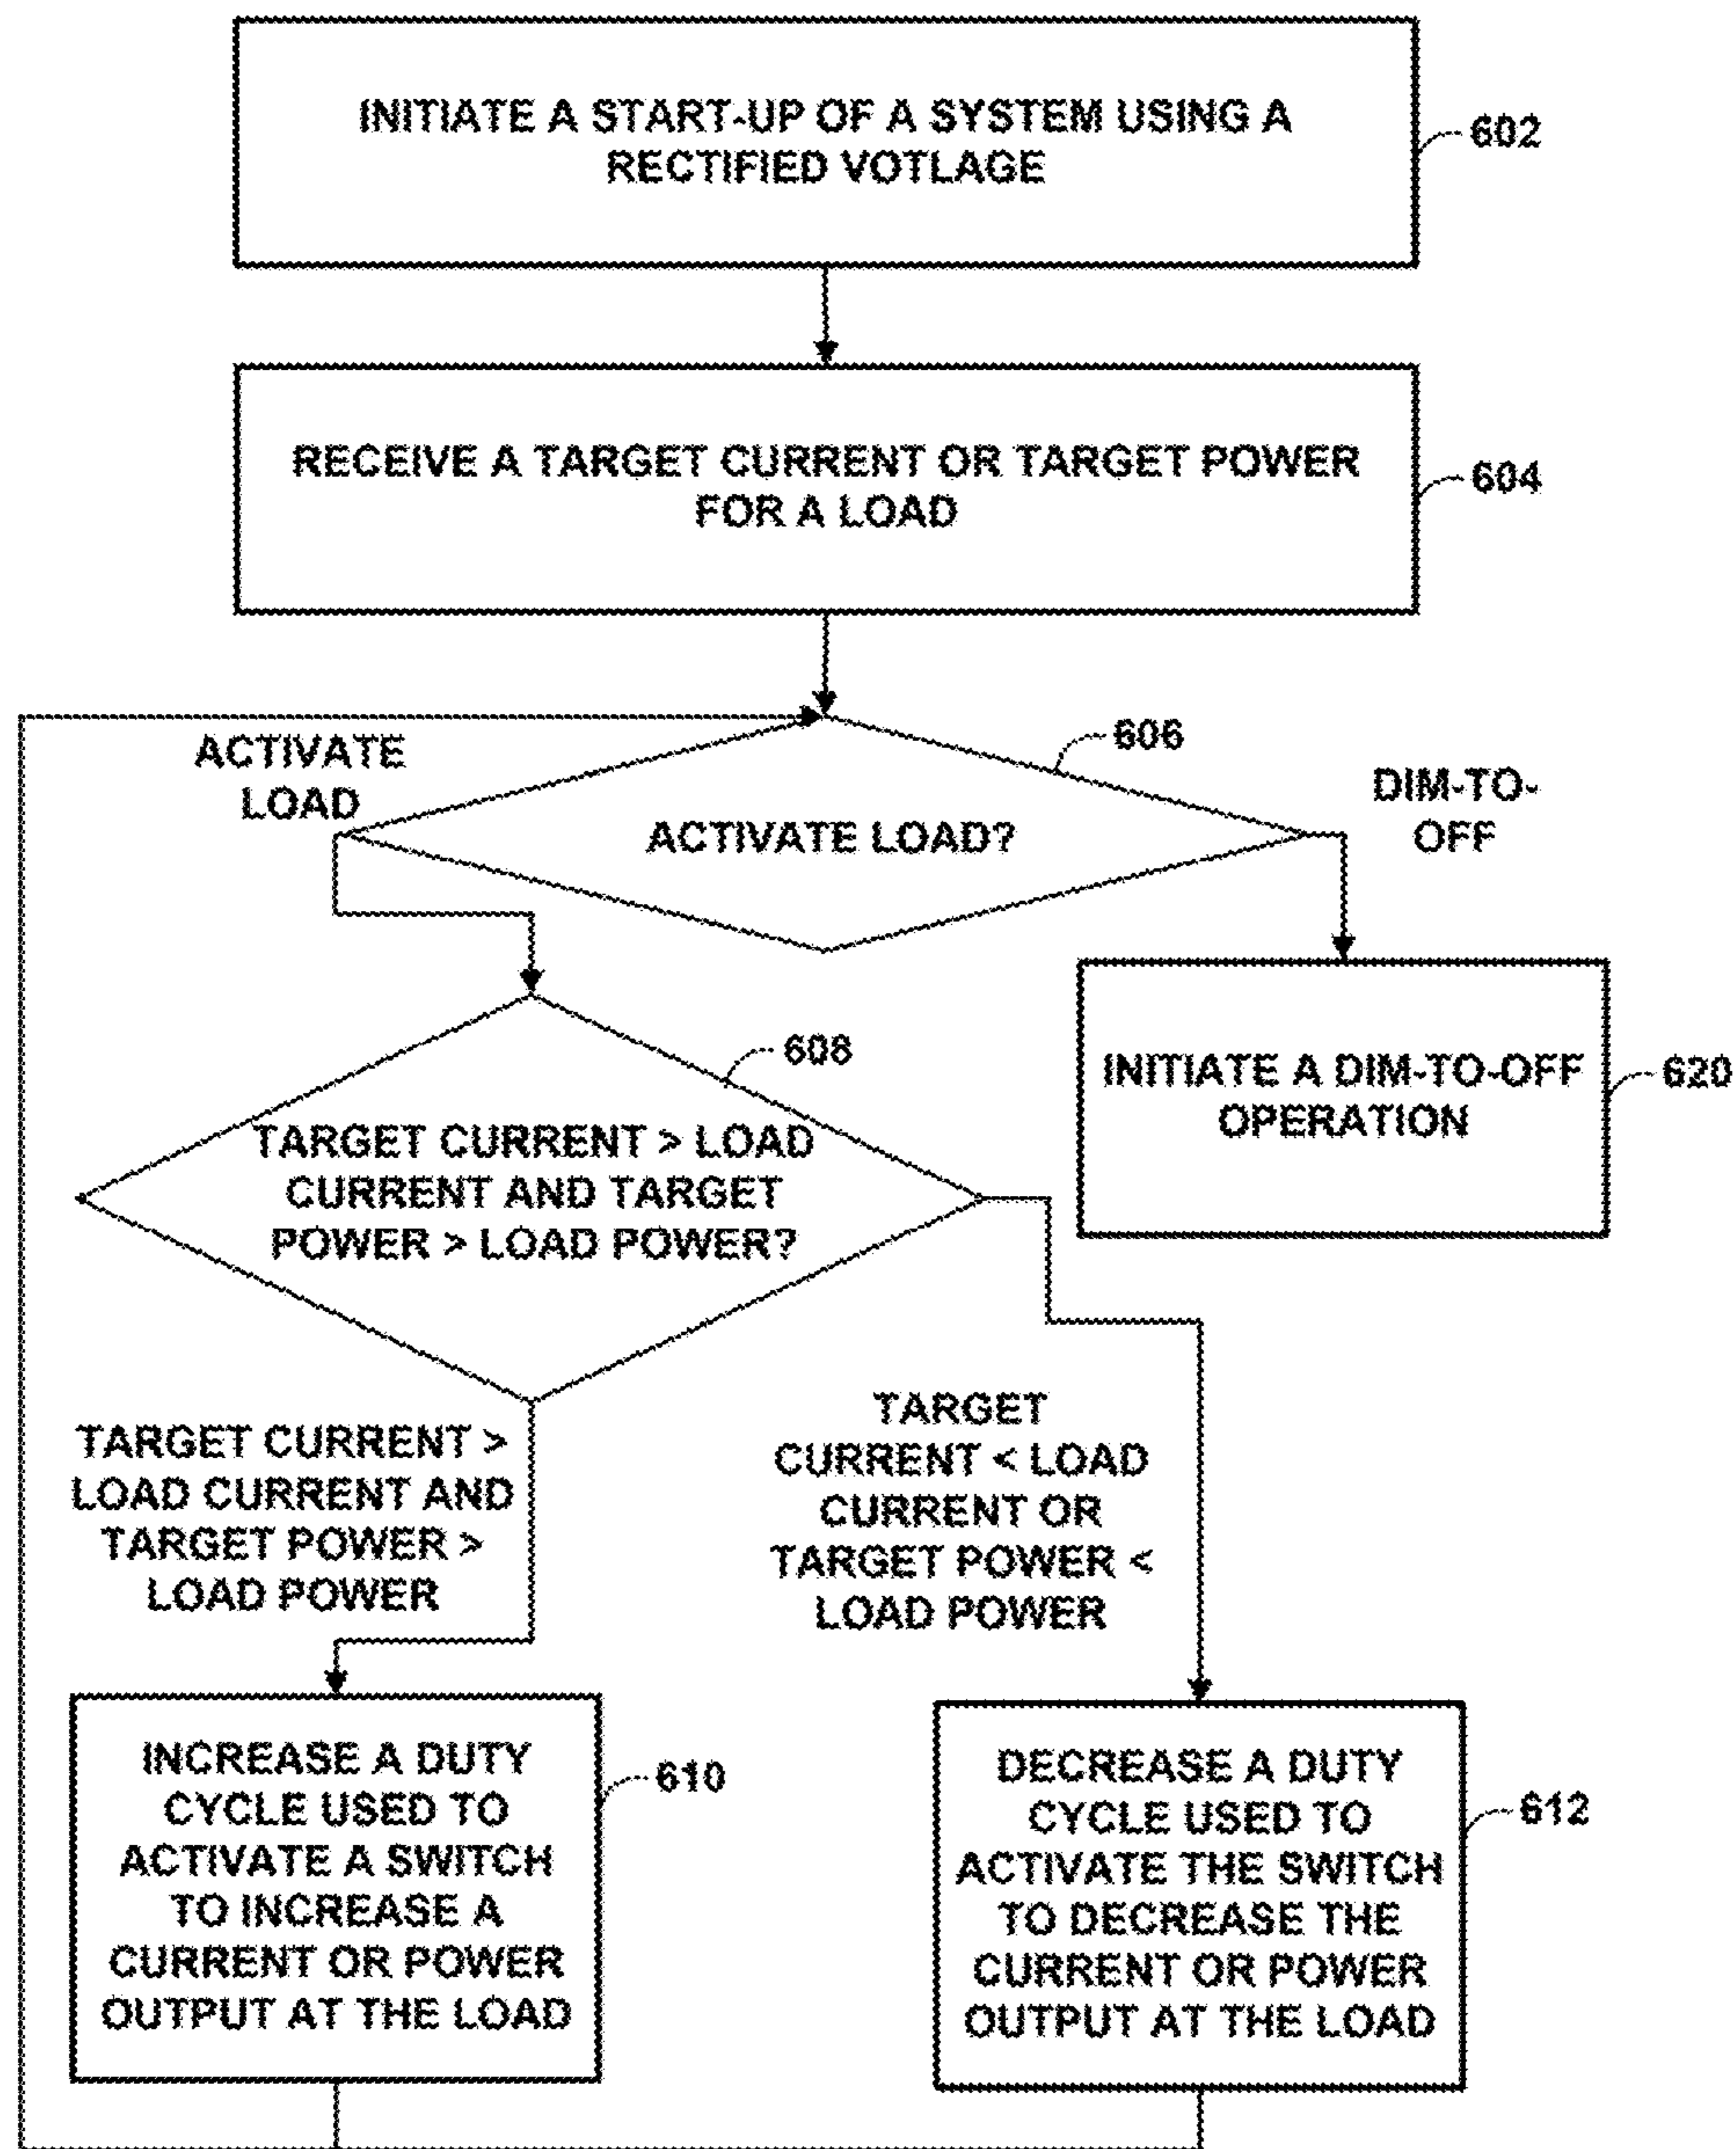 INITIATE A START-UP OF A SYSTEM USING A
RECTIFIED VOTLAGE
602
RECEIVE A TARGET CURRENT OR TARGET POWER
FOR A LOAD
604
ACTIVATE
LOAD
606
DIM-TO-
OFF
ACTIVATE LOAD?
608
TARGET CURRENT > LOAD
CURRENT AND TARGET
POWER > LOAD POWER?
INITIATE A DIM-TO-OFF
OPERATION
620
TARGET CURRENT >
LOAD CURRENT AND
TARGET POWER >
LOAD POWER
TARGET
CURRENT < LOAD
CURRENT OR
TARGET POWER <
LOAD POWER
INCREASE A DUTY
CYCLE USED TO
ACTIVATE A SWITCH
TO INCREASE A
CURRENT OR POWER
OUTPUT AT THE LOAD
610
DECREASE A DUTY
CYCLE USED TO
ACTIVATE THE SWITCH
TO DECREASE THE
CURRENT OR POWER
OUTPUT AT THE LOAD
612